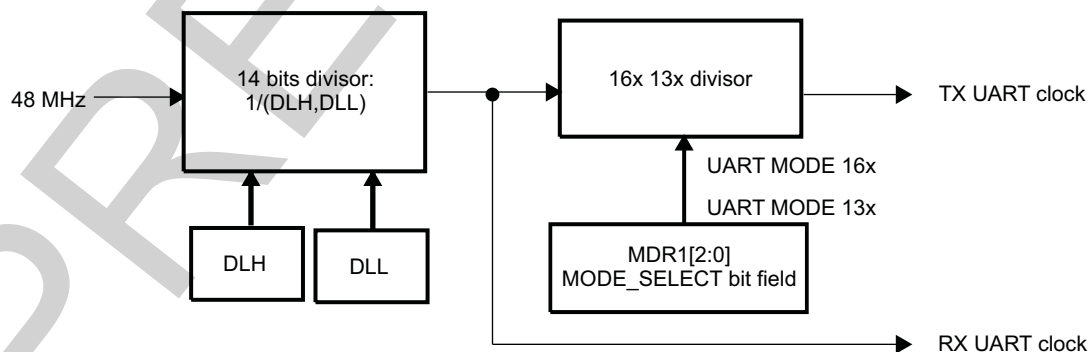 14 bits divisor:
1/(DLH,DLL)
16x 13x divisor
48 MHz
TX UART clock
UART MODE 16x
UART MODE 13x
DLH
DLL
MDR1[2:0]
MODE_SELECT bit field
RX UART clock
PRE